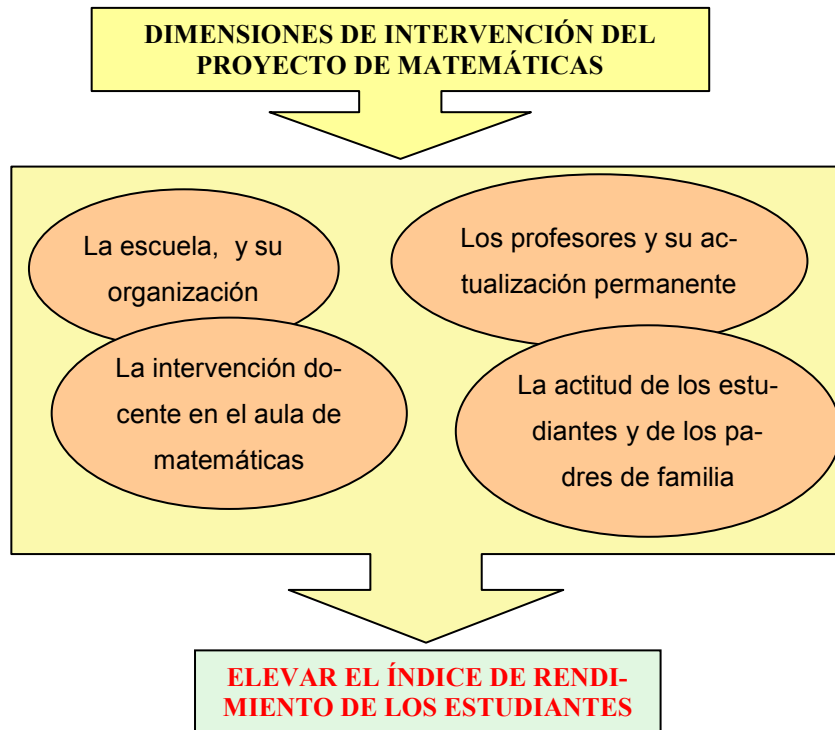 DIMENSIONES DE INTERVENCIÓN DEL
PROYECTO DE MATEMÁTICAS
La escuela,  y su
organización
Los profesores y su ac-
tualización permanente
La intervención do-
cente en el aula de
matemáticas
La actitud de los estu-
diantes y de los pa-
dres de familia
ELEVAR EL ÍNDICE DE RENDI-
MIENTO DE LOS ESTUDIANTES